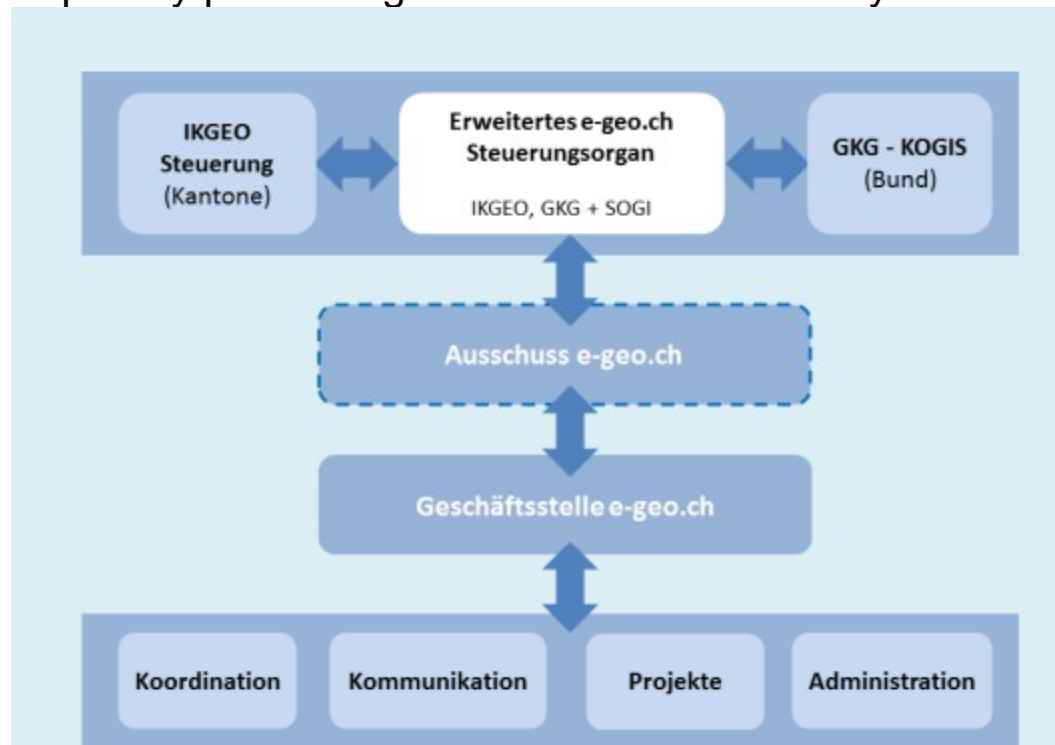 IKGEO
Steuerung
(Kantone)
Erweitertes e-geo.ch
Steuerungsorgan
IKGEO, GKG + SOGI
GKG - KOGIS
(Bund)
Ausschuss e-geo.ch
Geschäftsstelle e-geo.ch
Koordination
Kommunikation
Projekte
Administration